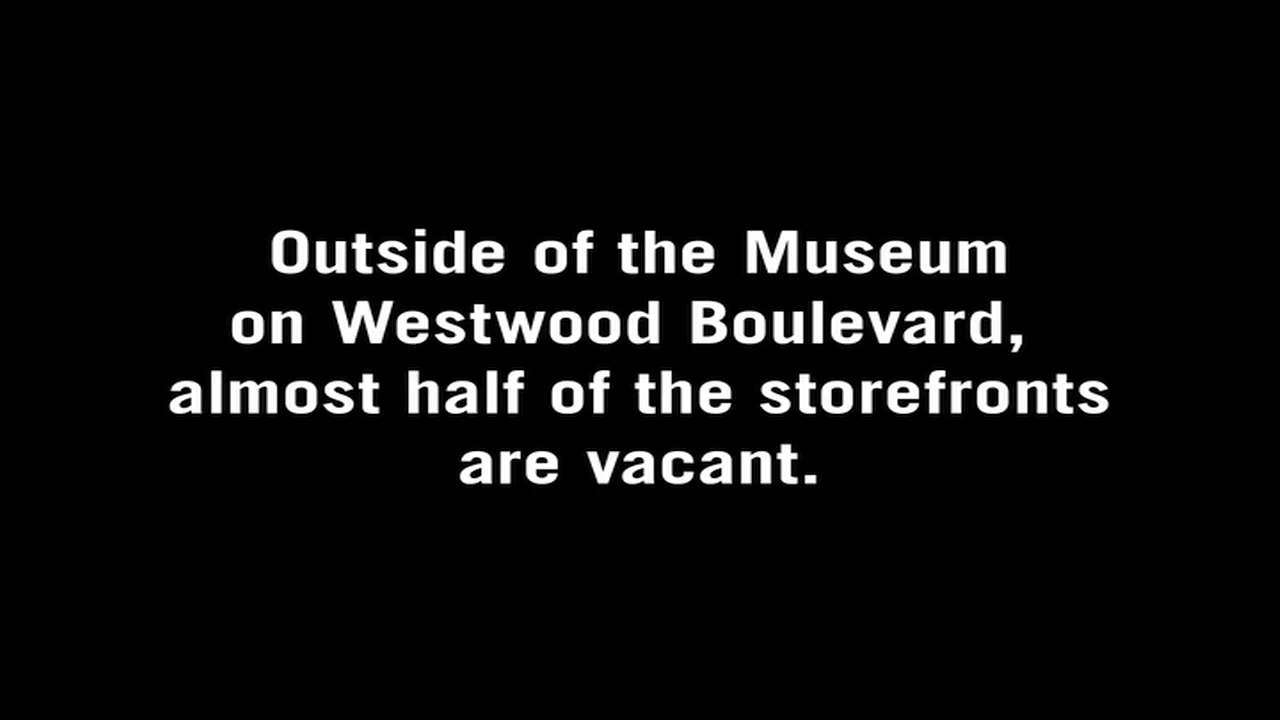 Outside of the Museum
on Westwood Boulevard,
almost half of the storefronts
are vacant.